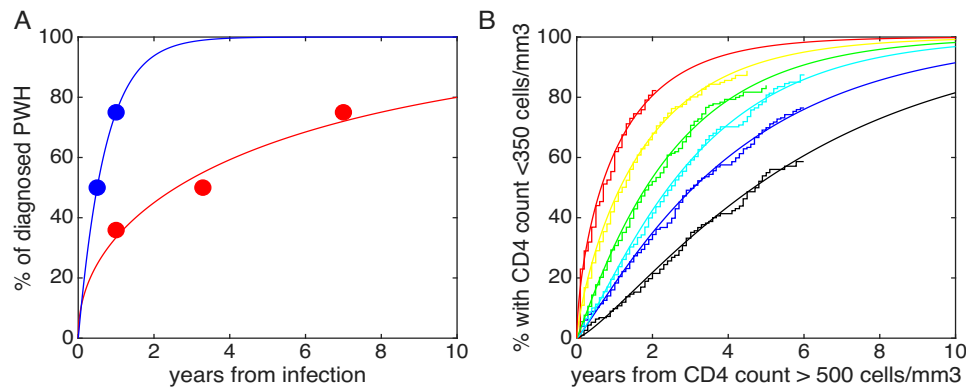 A
% of diagnosed PWH
100
80
60
40
20
0
0 2 4 6 8 10
years from infection
B
% with CD4 count <350 cells/mm3
100
80
60
40
20
0
0 2 4 6 8 10
years from CD4 count > 500 cells/mm3